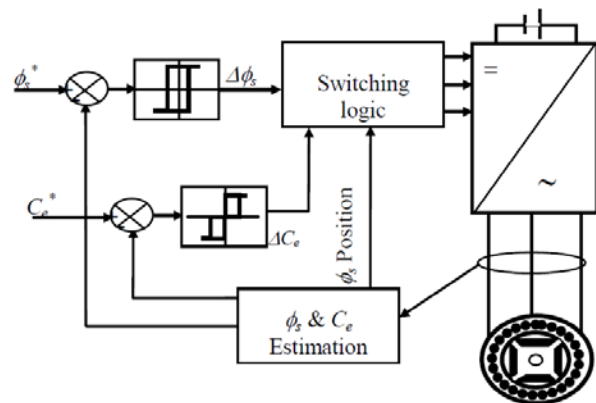 ϕs*
Δϕs
Switching
logic
=
~
Ce*
ΔCe
ϕs Position
ϕs & Ce
Estimation